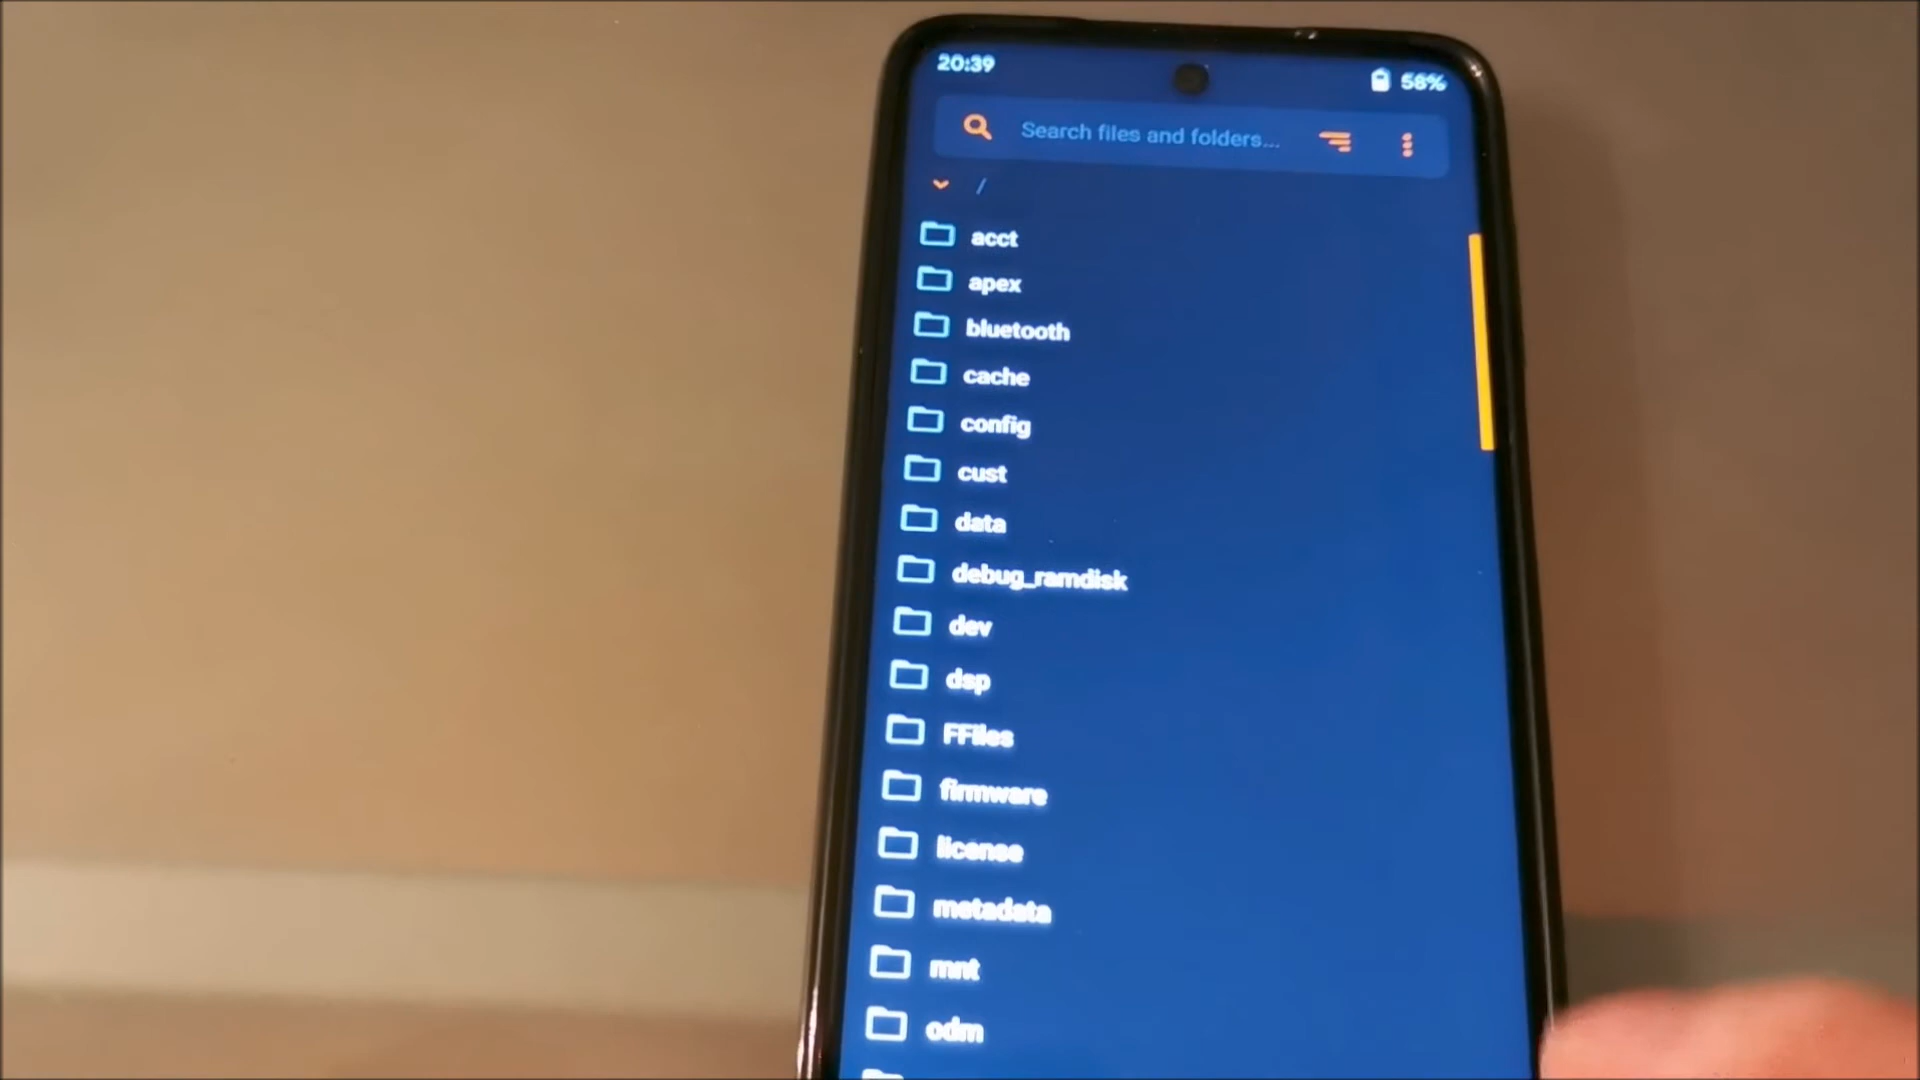 20:39
58%
Search files and folders...
/
acct
apex
bluetooth
cache
config
cust
data
debug_ramdisk
dev
dsp
FFiles
firmware
license
metadata
mnt
odm